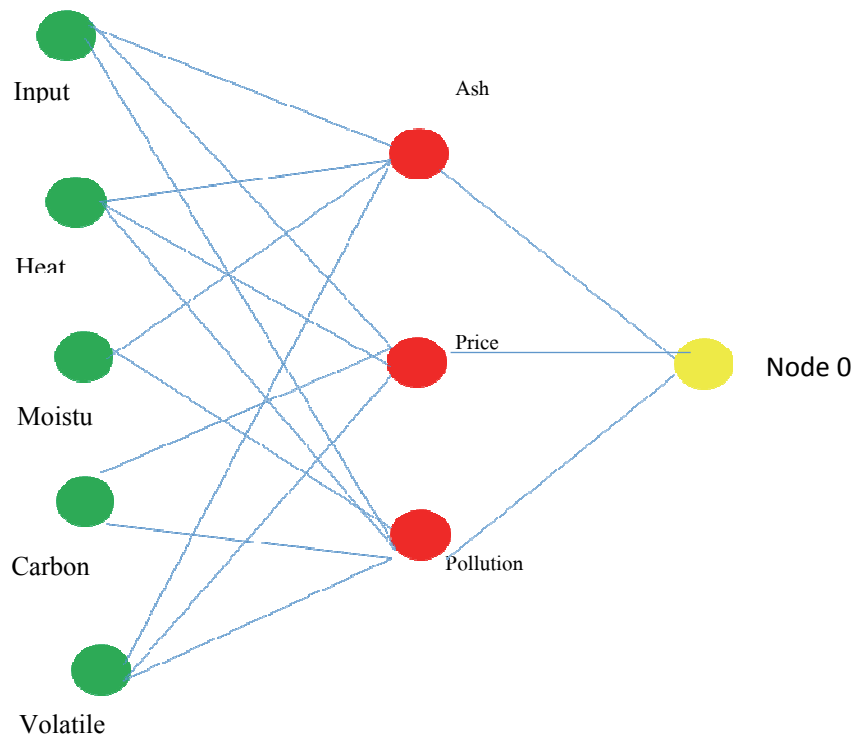 Input
Heat
Moistu
Carbon
Volatile
Ash
Price
Pollution
Node 0